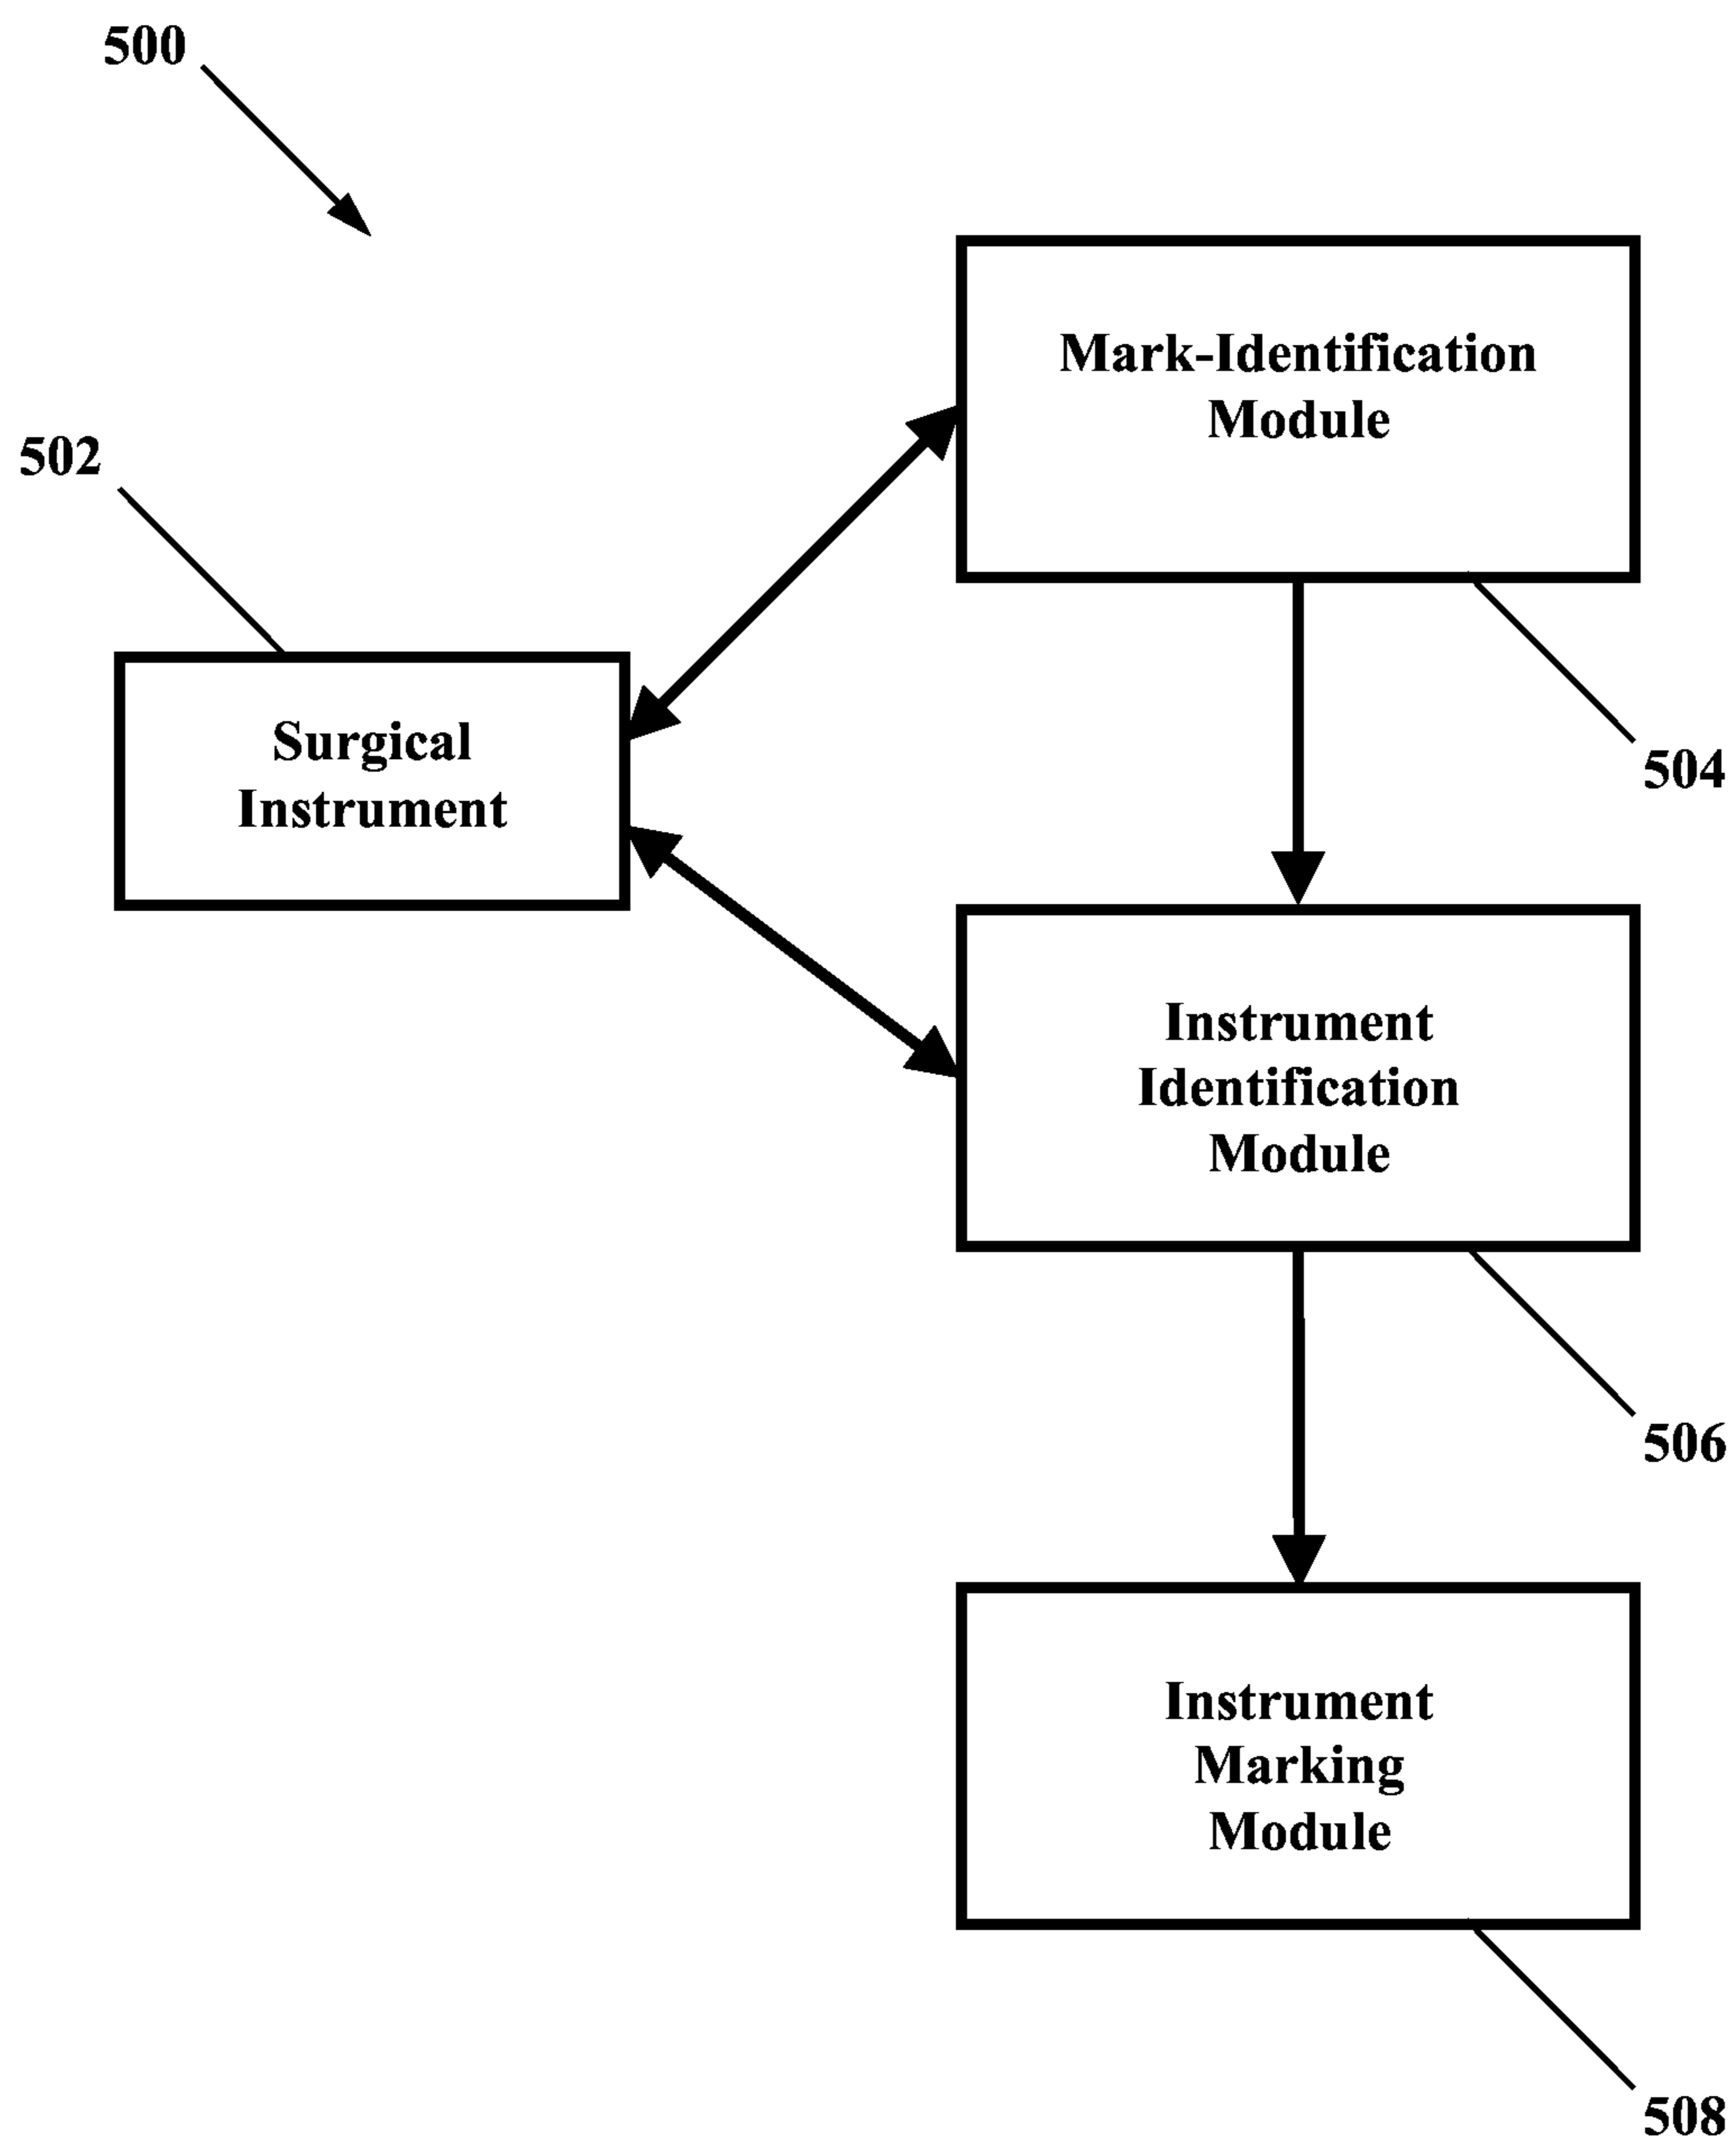 500
Mark-Identification
Module
502
Surgical
Instrument
504
Instrument
Identification
Module
506
Instrument
Marking
Module
508